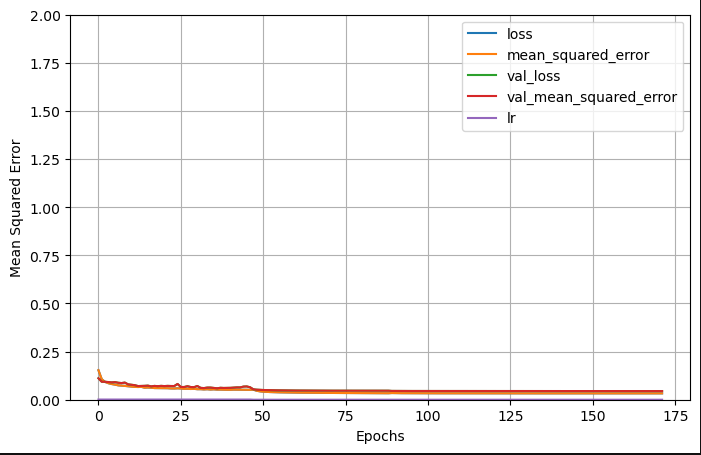 2.00
1.75
1.50
1.25
1.00
0.75
0.50
0.25
0.00
Mean Squared Error
loss
mean_squared_error
val_loss
val_mean_squared_error
lr
0 25 50 75 100 125 150 175
Epochs